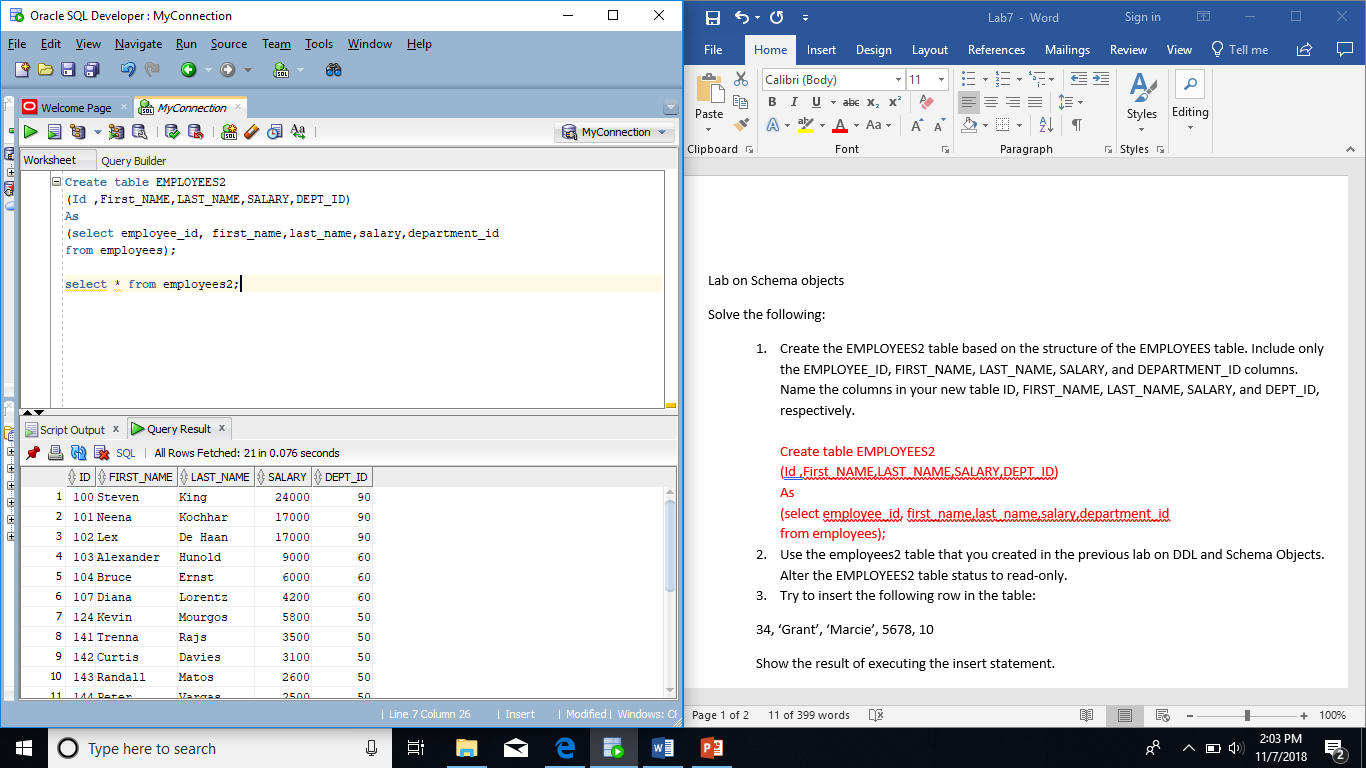 Oracle SQL Developer : MyConnection
File Edit View Navigate Run Source Team Tools Window Help
Welcome Page
MyConnection
MyConnection
Worksheet Query Builder
Create table EMPLOYEES2
(Id ,First_NAME,LAST_NAME,SALARY,DEPT_ID)
As
(select employee_id, first_name,last_name,salary,department_id
from employees);
select * from employees2;
Script Output x Query Result x
SQL | All Rows Fetched: 21 in 0.076 seconds
ID FIRST_NAME LAST_NAME SALARY DEPT_ID
1 100 Steven King 24000 90
2 101 Neena Kochhar 17000 90
3 102 Lex De Haan 17000 90
4 103 Alexander Hunold 9000 60
5 104 Bruce Ernst 6000 60
6 107 Diana Lorentz 4200 60
7 124 Kevin Mourgos 5800 50
8 141 Trenna Rajs 3500 50
9 142 Curtis Davies 3100 50
10 143 Randall Matos 2600 50
11 144 Peter Vargas 2500 50
| Line 7 Column 26 | Insert | Modified | Windows: CF
Lab7 - Word Sign in
File Home Insert Design Layout References Mailings Review View Tell me
Calibri (Body) 11
Paste
B I U abc x₂ x²
A ab A Aa A A
Styles
Editing
Clipboard Font Paragraph Styles
Lab on Schema objects
Solve the following:
1. Create the EMPLOYEES2 table based on the structure of the EMPLOYEES table. Include only
the EMPLOYEE_ID, FIRST_NAME, LAST_NAME, SALARY, and DEPARTMENT_ID columns.
Name the columns in your new table ID, FIRST_NAME, LAST_NAME, SALARY, and DEPT_ID,
respectively.
Create table EMPLOYEES2
(Id ,First_NAME,LAST_NAME,SALARY,DEPT_ID)
As
(select employee_id, first_name,last_name,salary,department_id
from employees);
2. Use the employees2 table that you created in the previous lab on DDL and Schema Objects.
Alter the EMPLOYEES2 table status to read-only.
3. Try to insert the following row in the table:
34, ‘Grant’, ‘Marcie’, 5678, 10
Show the result of executing the insert statement.
Page 1 of 2 11 of 399 words 100%
Type here to search
2:03 PM
11/7/2018
2